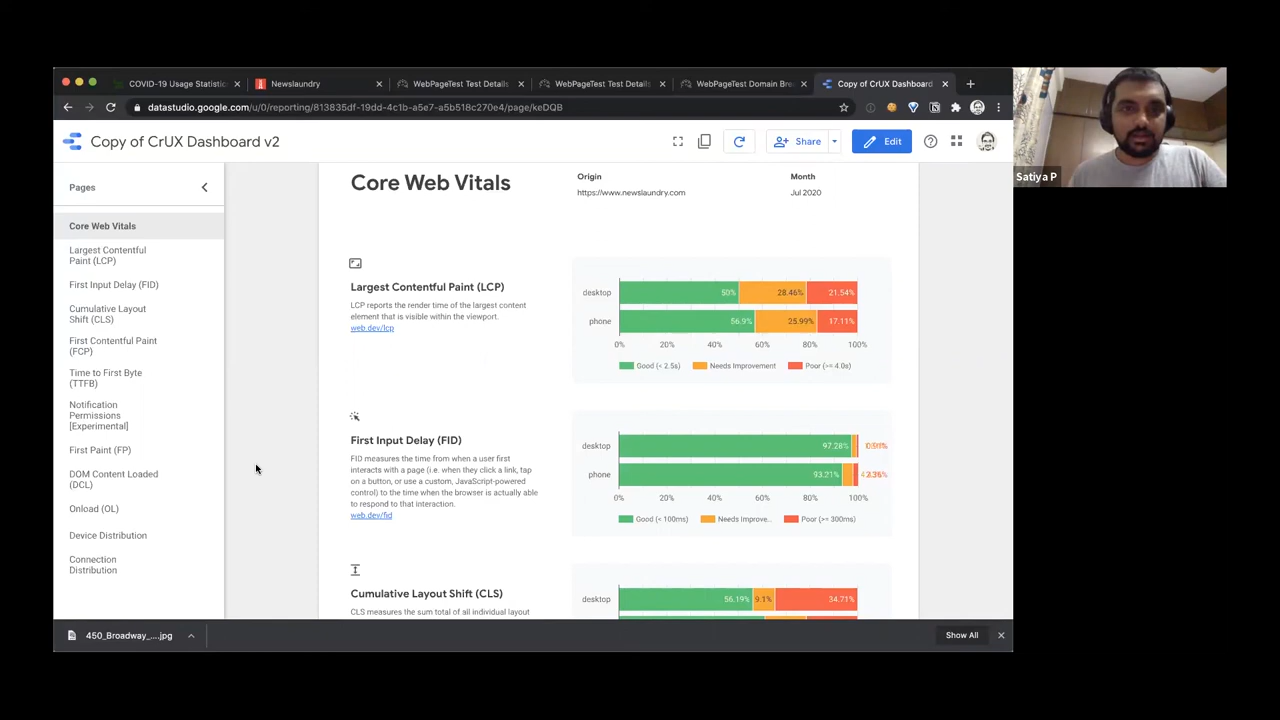 COVID-19 Usage Statistic
Newslaundry
WebPageTest Test Details
WebPageTest Test Details
WebPageTest Domain Bre
Copy of CrUX Dashboard
datastudio.google.com/u/0/reporting/813835df-19dd-4c1b-a5e7-a5b518c270e4/page/keDQB
Copy of CrUX Dashboard v2
Share
Edit
Satiya P
Pages
Core Web Vitals
Largest Contentful
Paint (LCP)
First Input Delay (FID)
Cumulative Layout
Shift (CLS)
First Contentful Paint
(FCP)
Time to First Byte
(TTFB)
Notification
Permissions
[Experimental]
First Paint (FP)
DOM Content Loaded
(DCL)
Onload (OL)
Device Distribution
Connection
Distribution
Core Web Vitals
Origin
https://www.newslaundry.com
Month
Jul 2020
Largest Contentful Paint (LCP)
LCP reports the render time of the largest content
element that is visible within the viewport.
web.dev/lcp
desktop 50% 28.46% 21.54%
phone 56.9% 25.99% 17.11%
0% 20% 40% 60% 80% 100%
Good (< 2.5s) Needs Improvement Poor (>= 4.0s)
First Input Delay (FID)
FID measures the time from when a user first
interacts with a page (i.e. when they click a link, tap
on a button, or use a custom, JavaScript-powered
control) to the time when the browser is actually able
to respond to that interaction.
web.dev/fid
desktop 97.28%
phone 93.21%
0% 20% 40% 60% 80% 100%
Good (< 100ms) Needs Improve.. Poor (>= 300ms)
Cumulative Layout Shift (CLS)
CLS measures the sum total of all individual layout
desktop 56.19% 9.1% 34.71%
450_Broadway_....jpg
Show All